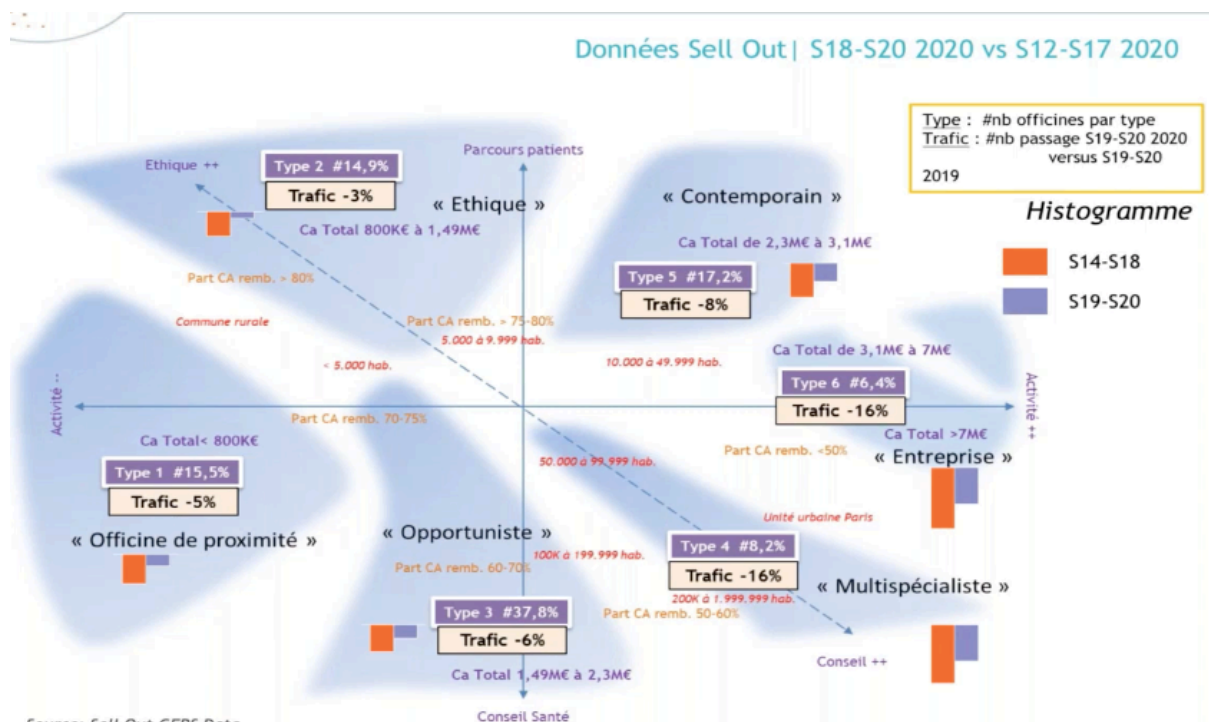 Données Sell Out| S18-S20 2020 vs S12-S17 2020
Type : #nb officines par type
Trafic : #nb passage S19-S20 2020
versus S19-S20
2019
Histogramme
S14-S18
S19-S20
Parcours patients
Ethique ++
Type 2 #14,9%
Trafic -3%
« Ethique »
Ca Total 800K€ à 1,49M€
Part CA remb. > 80%
« Contemporain »
Ca Total de 2,3M€ à 3,1M€
Type 5 #17,2%
Trafic -8%
Commune rurale
Part CA remb. > 75-80%
5.000 à 9.999 hab.
< 5.000 hab.
10.000 à 49.999 hab.
Ca Total de 3,1M€ à 7M€
Type 6 #6,4%
Trafic -16%
Activité --
Activité ++
Part CA remb. 70-75%
Ca Total< 800K€
Type 1 #15,5%
Trafic -5%
« Officine de proximité »
Ca Total >7M€
Part CA remb. <50%
« Entreprise »
50.000 à 99.999 hab.
Unité urbaine Paris
« Opportuniste »
100K à 199.999 hab.
Part CA remb. 60-70%
Type 4 #8,2%
Trafic -16%
« Multispécialiste »
200K à 1.999.999 hab.
Part CA remb. 50-60%
Type 3 #37,8%
Trafic -6%
Ca Total 1,49M€ à 2,3M€
Conseil ++
Conseil Santé
Source: Sell Out GERS Data